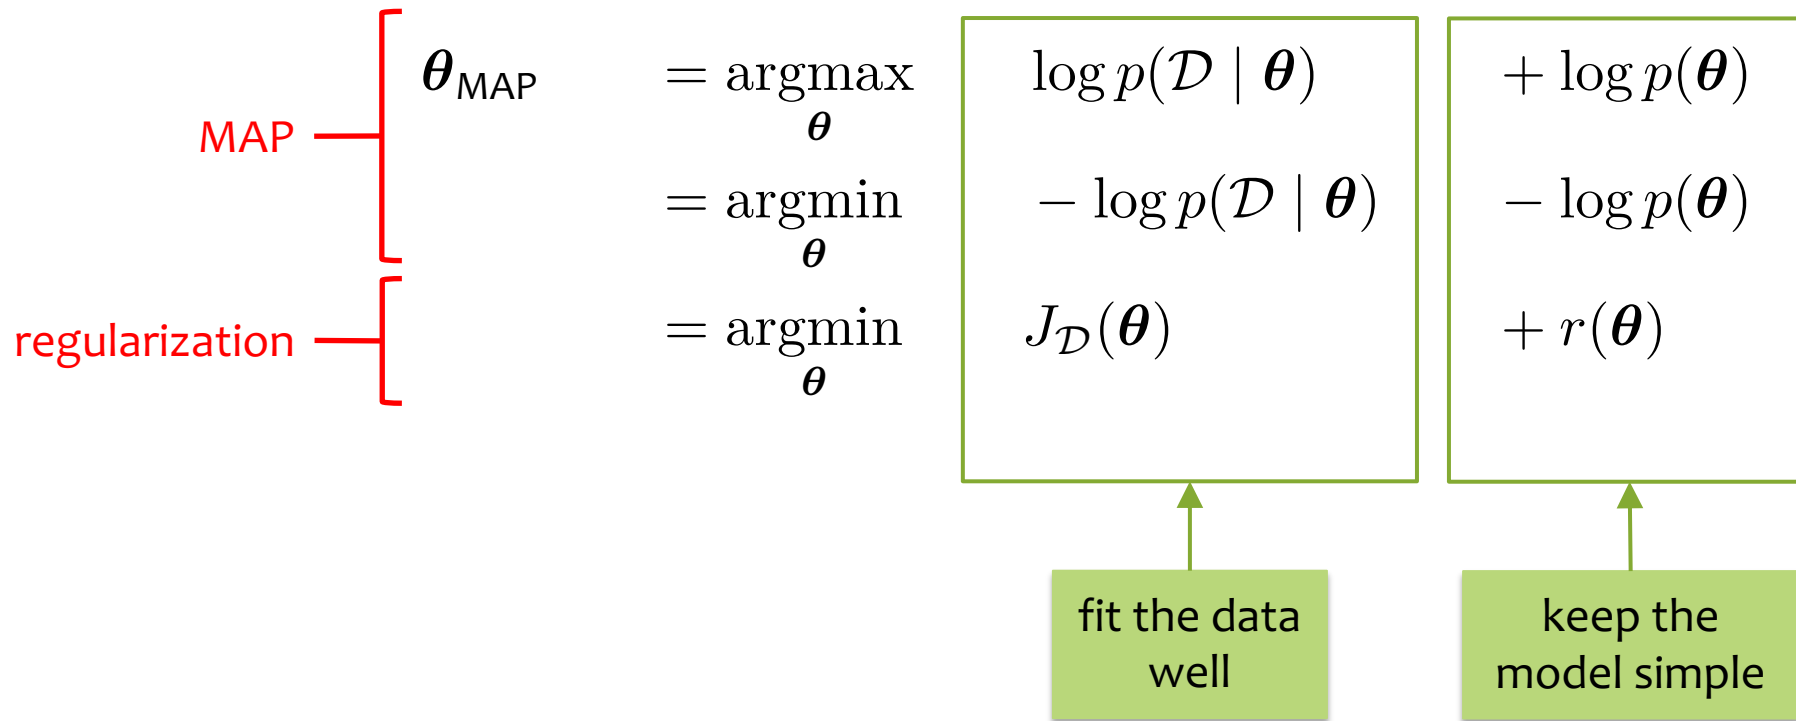 MAP
θ_MAP = argmax_θ log p(𝒟 | θ) + log p(θ)
= argmin_θ − log p(𝒟 | θ) − log p(θ)
regularization
= argmin_θ J_𝒟(θ) + r(θ)
fit the data
well
keep the
model simple